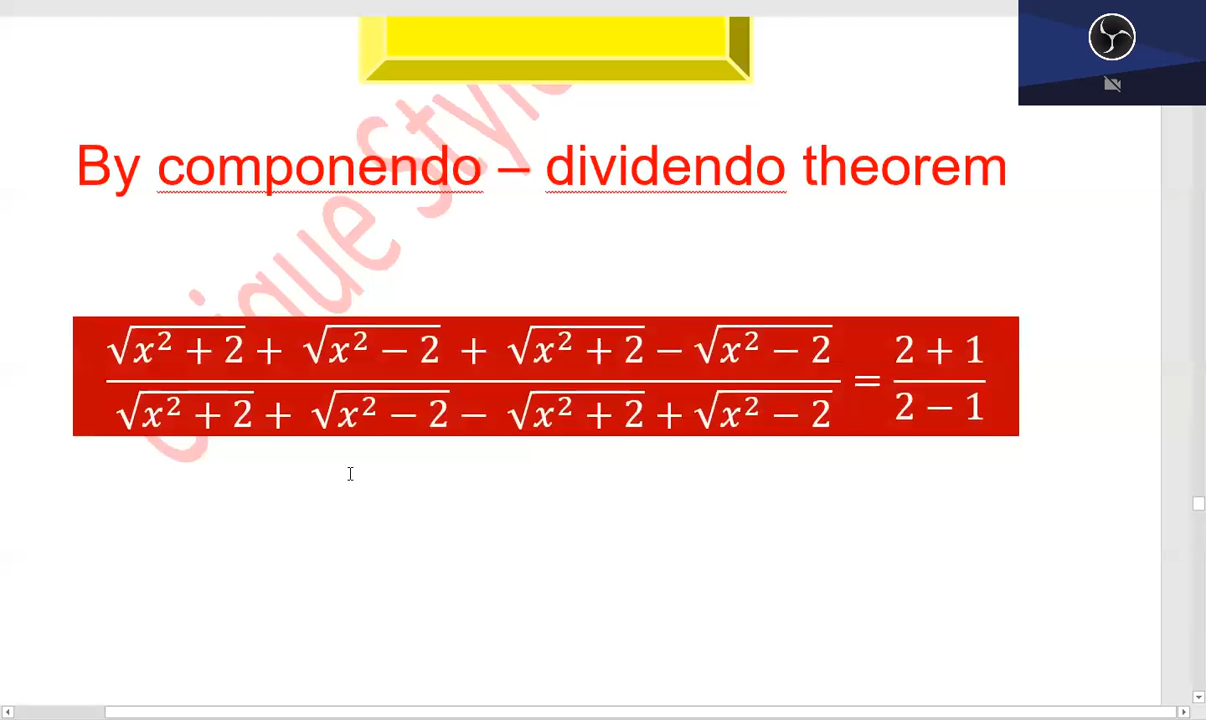 By componendo – dividendo theorem
√(x² + 2) + √(x² − 2) + √(x² + 2) − √(x² − 2) / √(x² + 2) + √(x² − 2) − √(x² + 2) + √(x² − 2) = 2 + 1 / 2 − 1